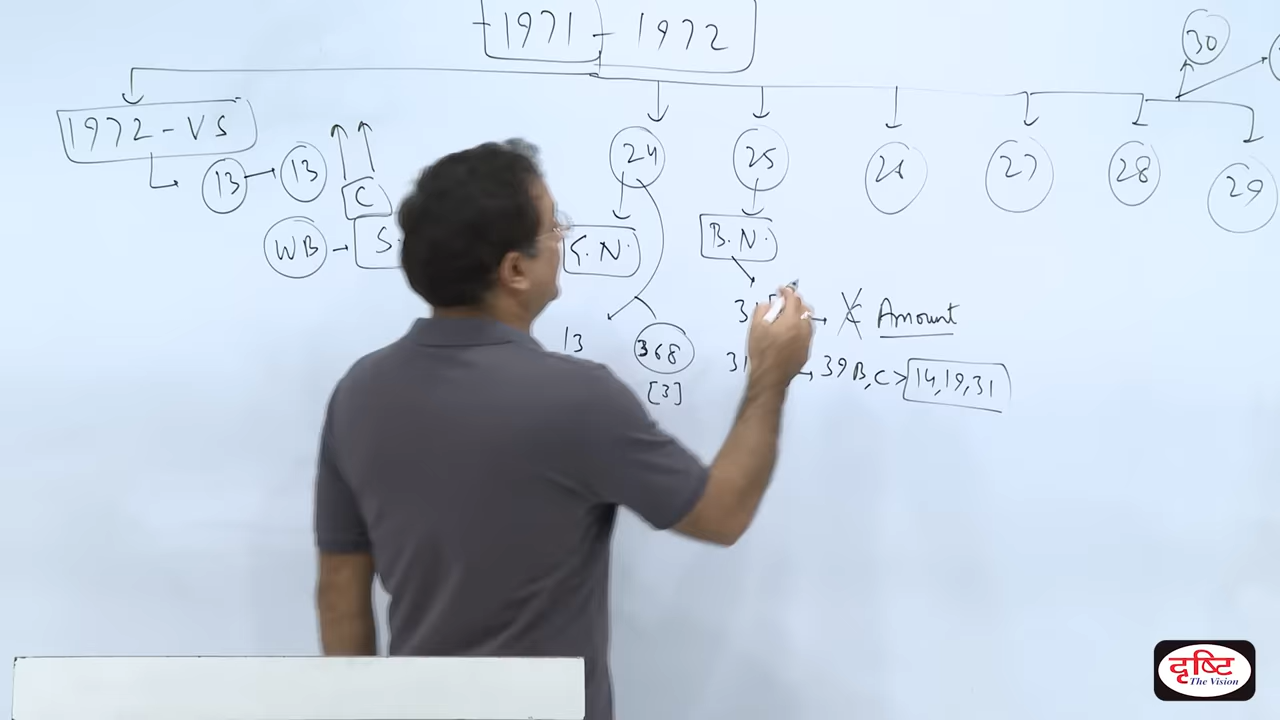 1971 - 1972
30
1972 - VS
13 → 13
C
24
25
26
27
28
29
WB → S.
G.N.
B.N.
→ Amount
13
368
[3]
39B,C > 14,19,31
दृष्टि
The Vision